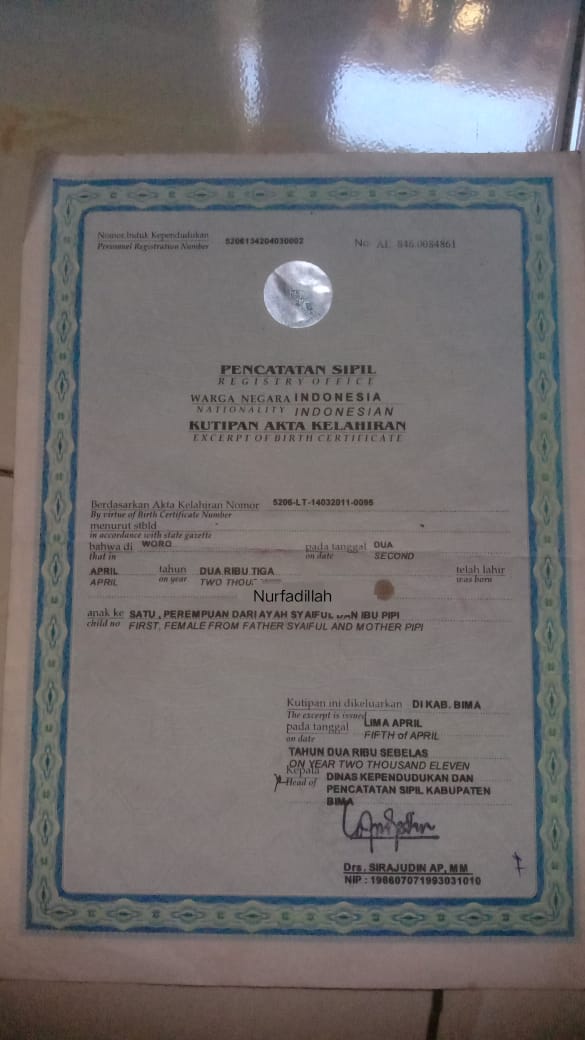 Nomor Induk Kependudukan 5206134204030002 No AL 846.0084861
Personnel Registration Number
PENCATATAN SIPIL
REGISTRY OFFICE
WARGA NEGARA INDONESIA
NATIONALITY INDONESIAN
KUTIPAN AKTA KELAHIRAN
EXCERPT OF BIRTH CERTIFICATE
Berdasarkan Akta Kelahiran Nomor 5206-LT-14032011-0095
By virtue of Birth Certificate Number
menurut stbld
in accordance with state gazette
bahwa di WORO pada tanggal DUA
that in on date SECOND
APRIL tahun DUA RIBU TIGA telah lahir
APRIL on year TWO was born
Nurfadillah
anak ke SATU , PEREMPUAN DARI AYAH SYAIFUL DAN IBU PIPI
child no FIRST, FEMALE FROM FATHER SYAIFUL AND MOTHER PIPI
Kutipan ini dikeluarkan DI KAB. BIMA
The excerpt is issued
pada tanggal LIMA APRIL
on date FIFTH of APRIL
TAHUN DUA RIBU SEBELAS
ON YEAR TWO THOUSAND ELEVEN
Kepala DINAS KEPENDUDUKAN DAN
Head of PENCATATAN SIPIL KABUPATEN
BIMA
Drs. SIRAJUDIN AP, MM
NIP : 198607071993031010